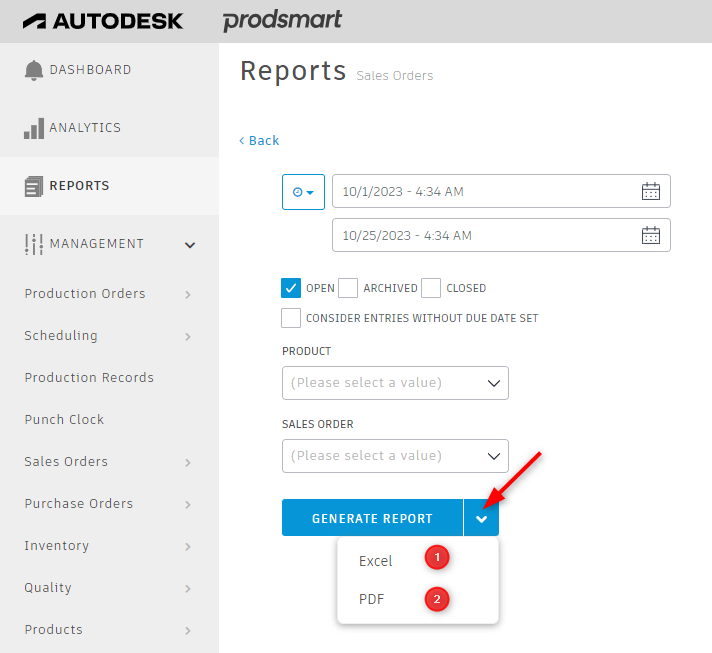 AUTODESK prodsmart
DASHBOARD
ANALYTICS
REPORTS
MANAGEMENT
Production Orders
Scheduling
Production Records
Punch Clock
Sales Orders
Purchase Orders
Inventory
Quality
Products
Reports Sales Orders
< Back
10/1/2023 - 4:34 AM
10/25/2023 - 4:34 AM
OPEN ARCHIVED CLOSED
CONSIDER ENTRIES WITHOUT DUE DATE SET
PRODUCT
(Please select a value)
SALES ORDER
(Please select a value)
GENERATE REPORT
Excel 1
PDF 2